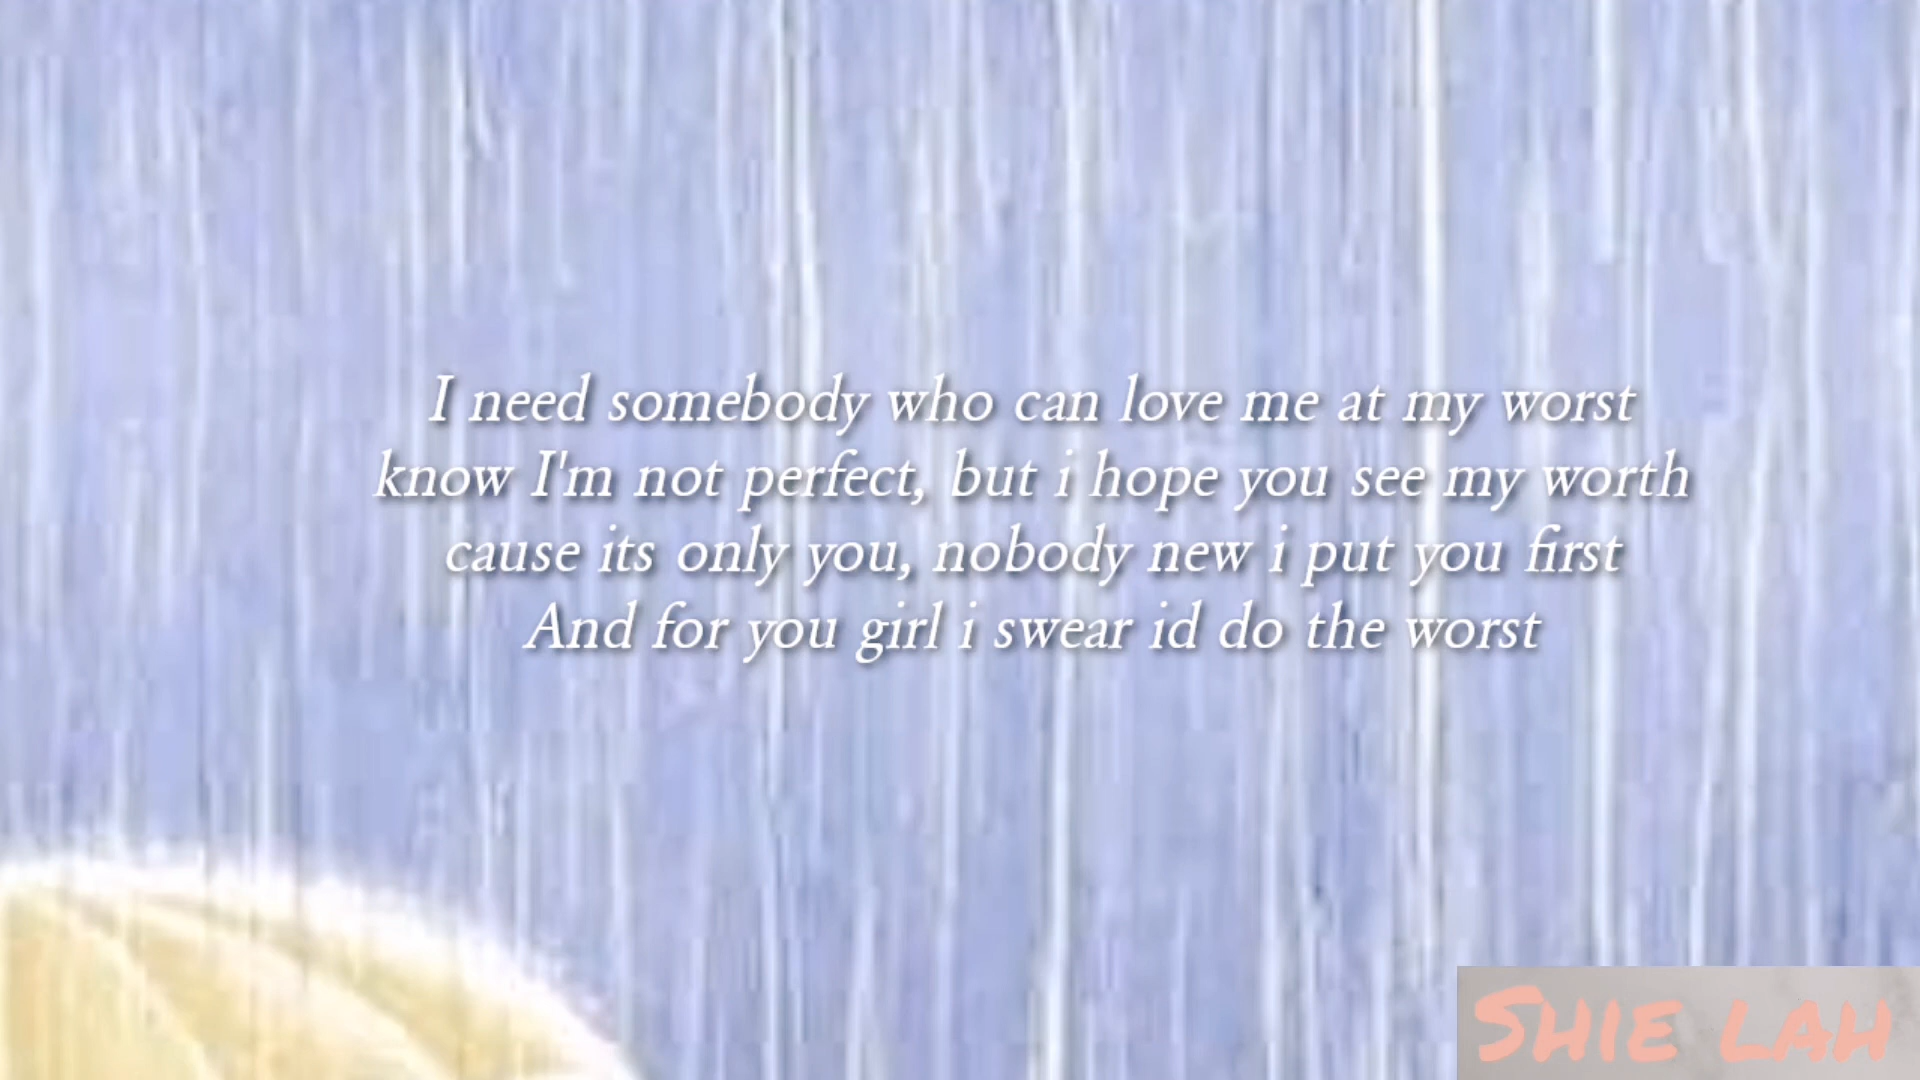 I need somebody who can love me at my worst
know I'm not perfect, but i hope you see my worth
cause its only you, nobody new i put you first
And for you girl i swear id do the worst
SHIE LAH